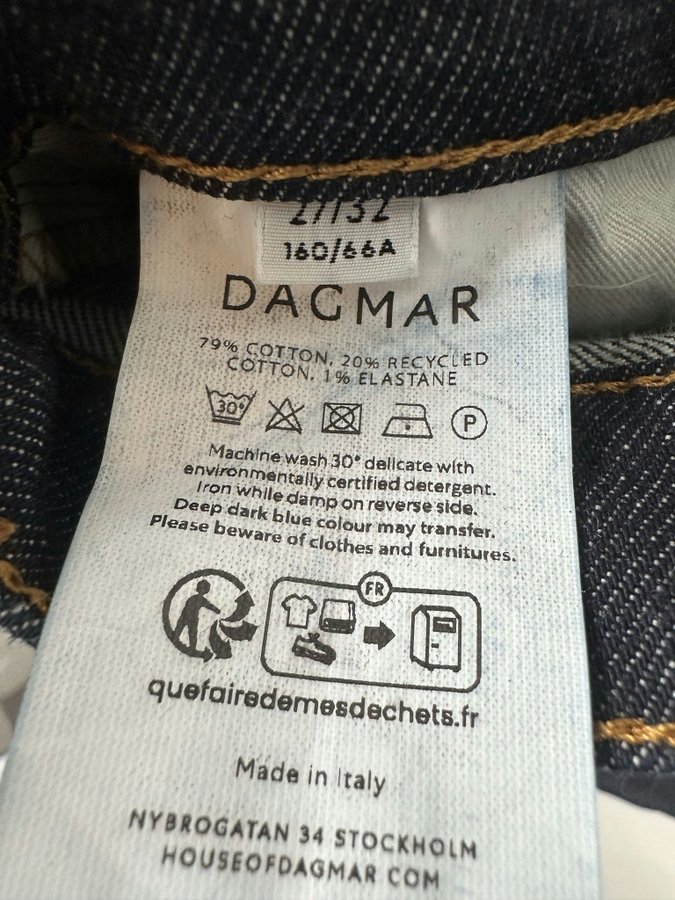 27/32
160/66A
DAGMAR
79% COTTON, 20% RECYCLED
COTTON, 1% ELASTANE
30° P
Machine wash 30° delicate with
environmentally certified detergent.
Iron while damp on reverse side.
Deep dark blue colour may transfer.
Please beware of clothes and furnitures.
FR
quefairedemesdechets.fr
Made in Italy
NYBROGATAN 34 STOCKHOLM
HOUSEOFDAGMAR.COM